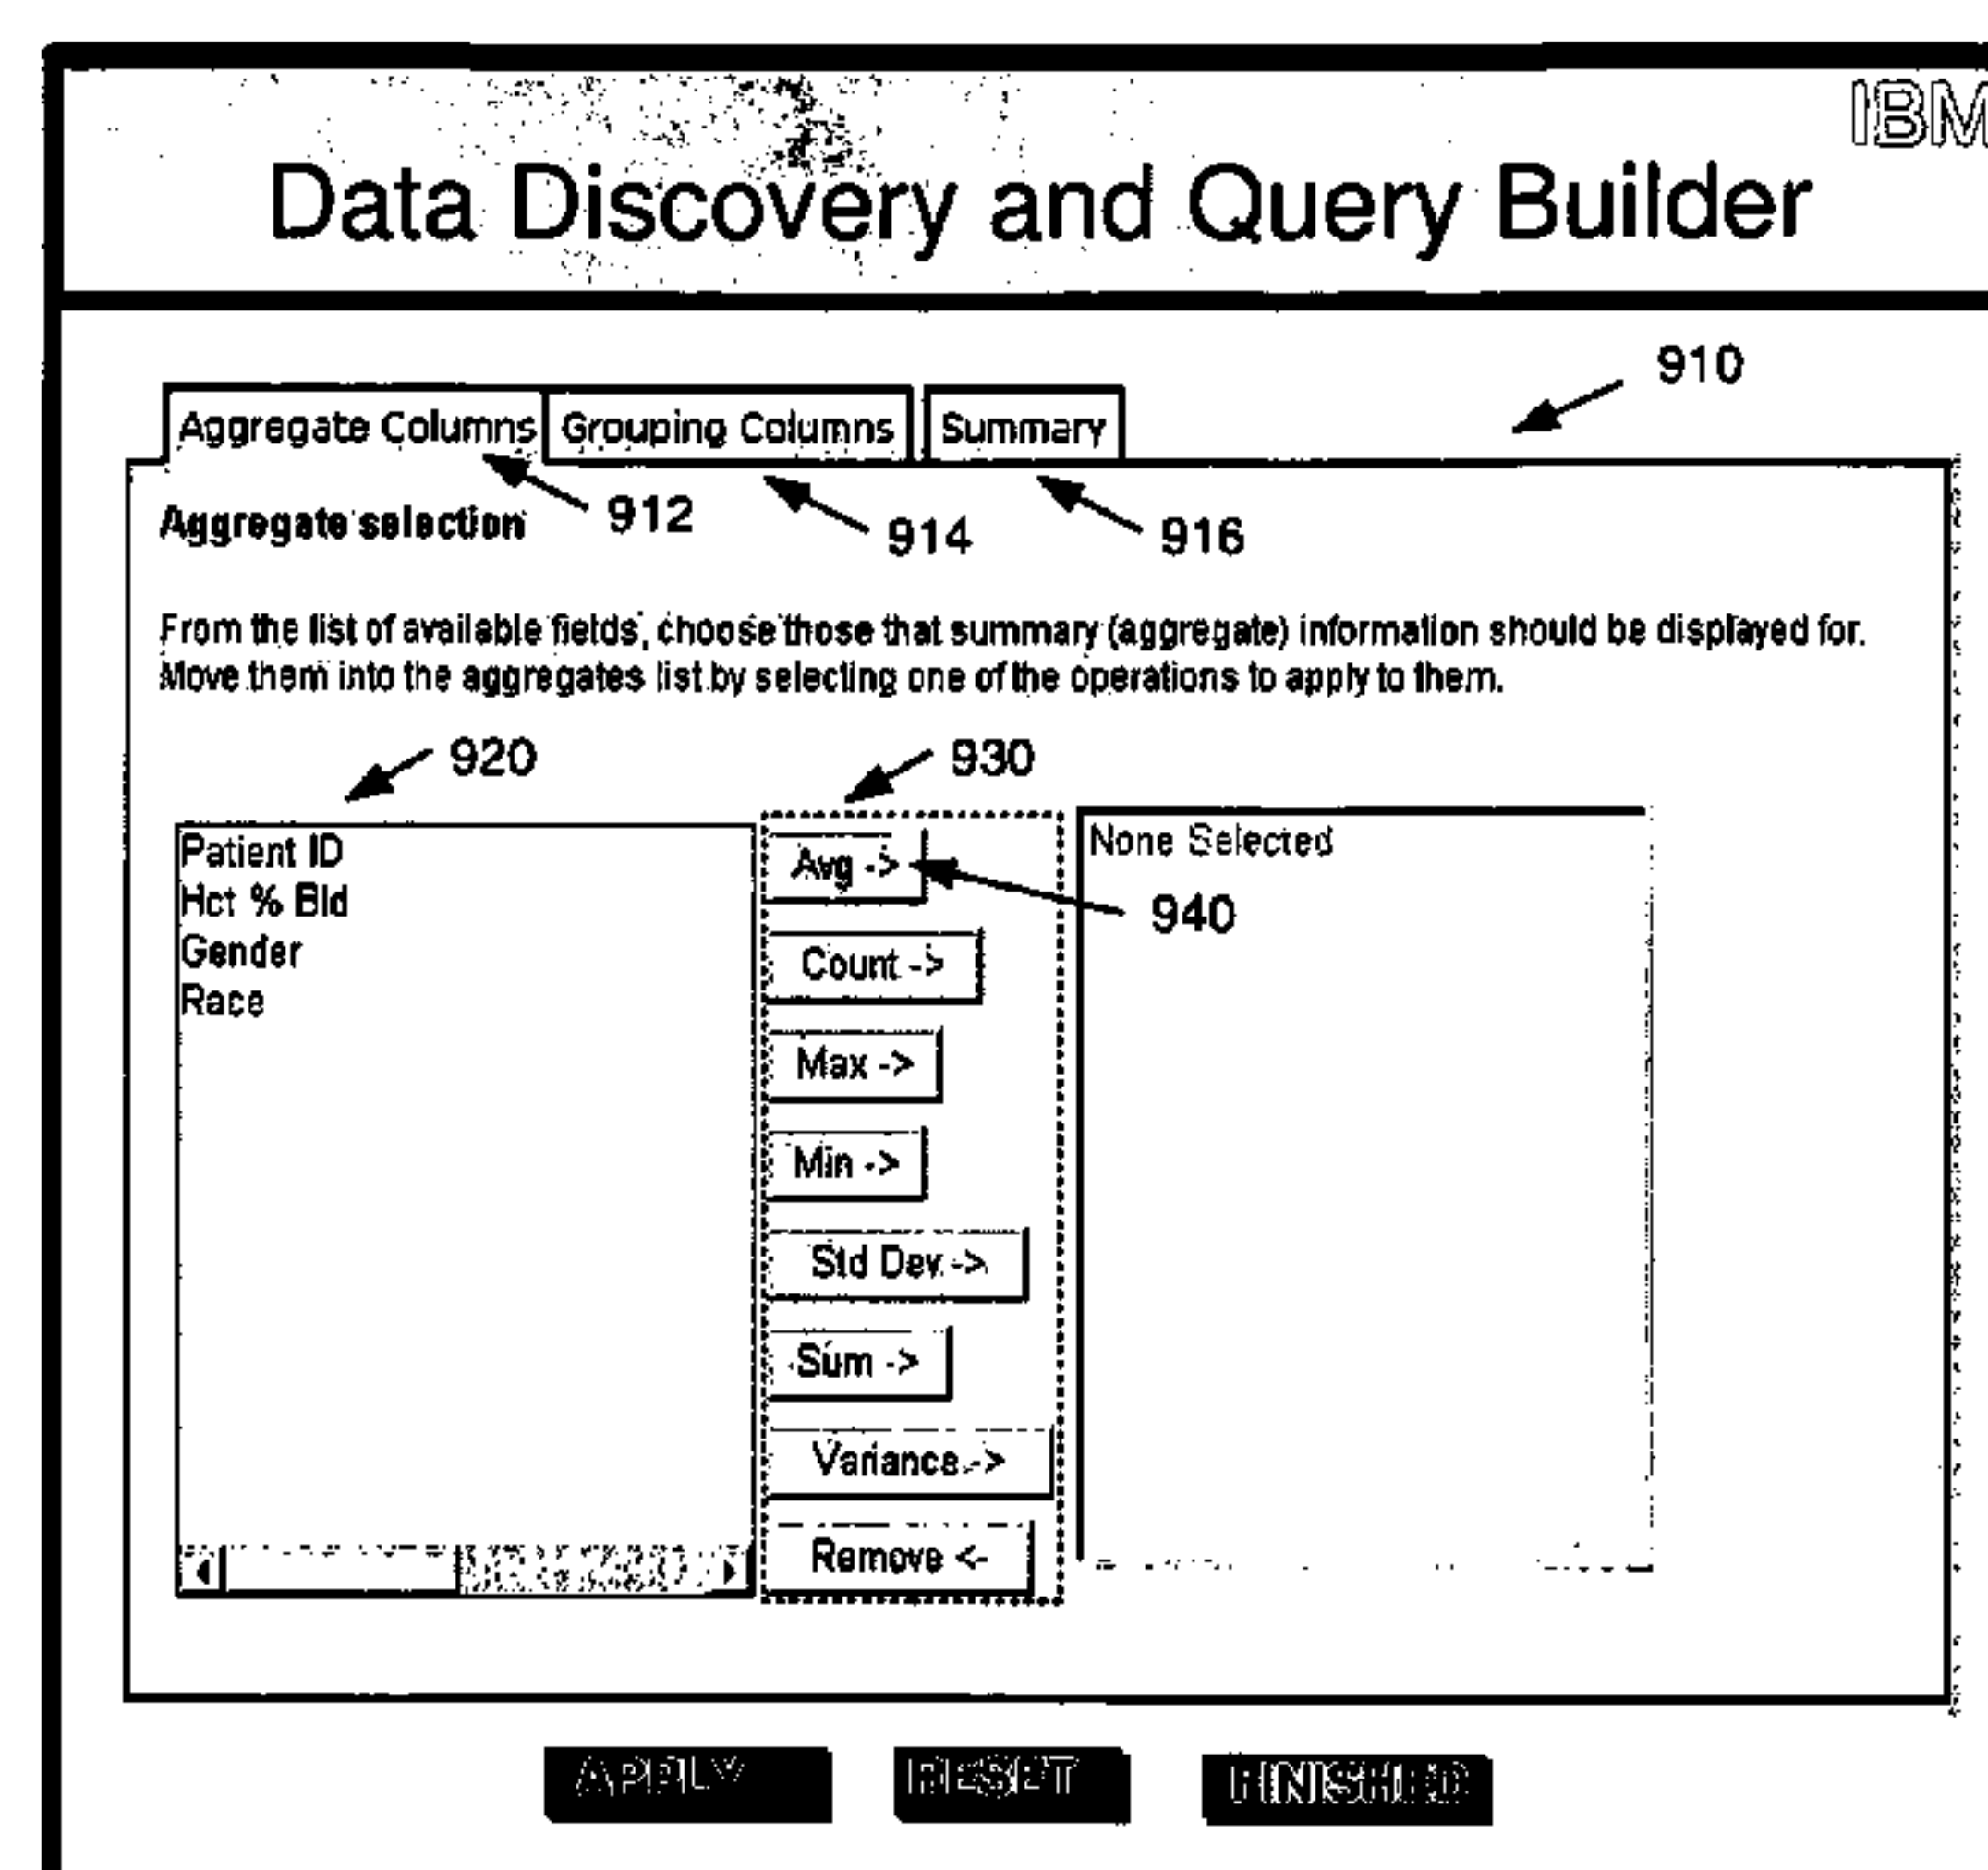 IBM
Data Discovery and Query Builder
910
Aggregate Columns Grouping Columns Summary
912
914
916
Aggregate selection
From the list of available fields, choose those that summary (aggregate) information should be displayed for.
Move them into the aggregates list by selecting one of the operations to apply to them.
920
930
Patient ID
Hct % Bld
Gender
Race
Avg ->
Count ->
Max ->
Min ->
Std Dev ->
Sum ->
Variance ->
Remove <-
None Selected
940
APPLY RESET FINISHED